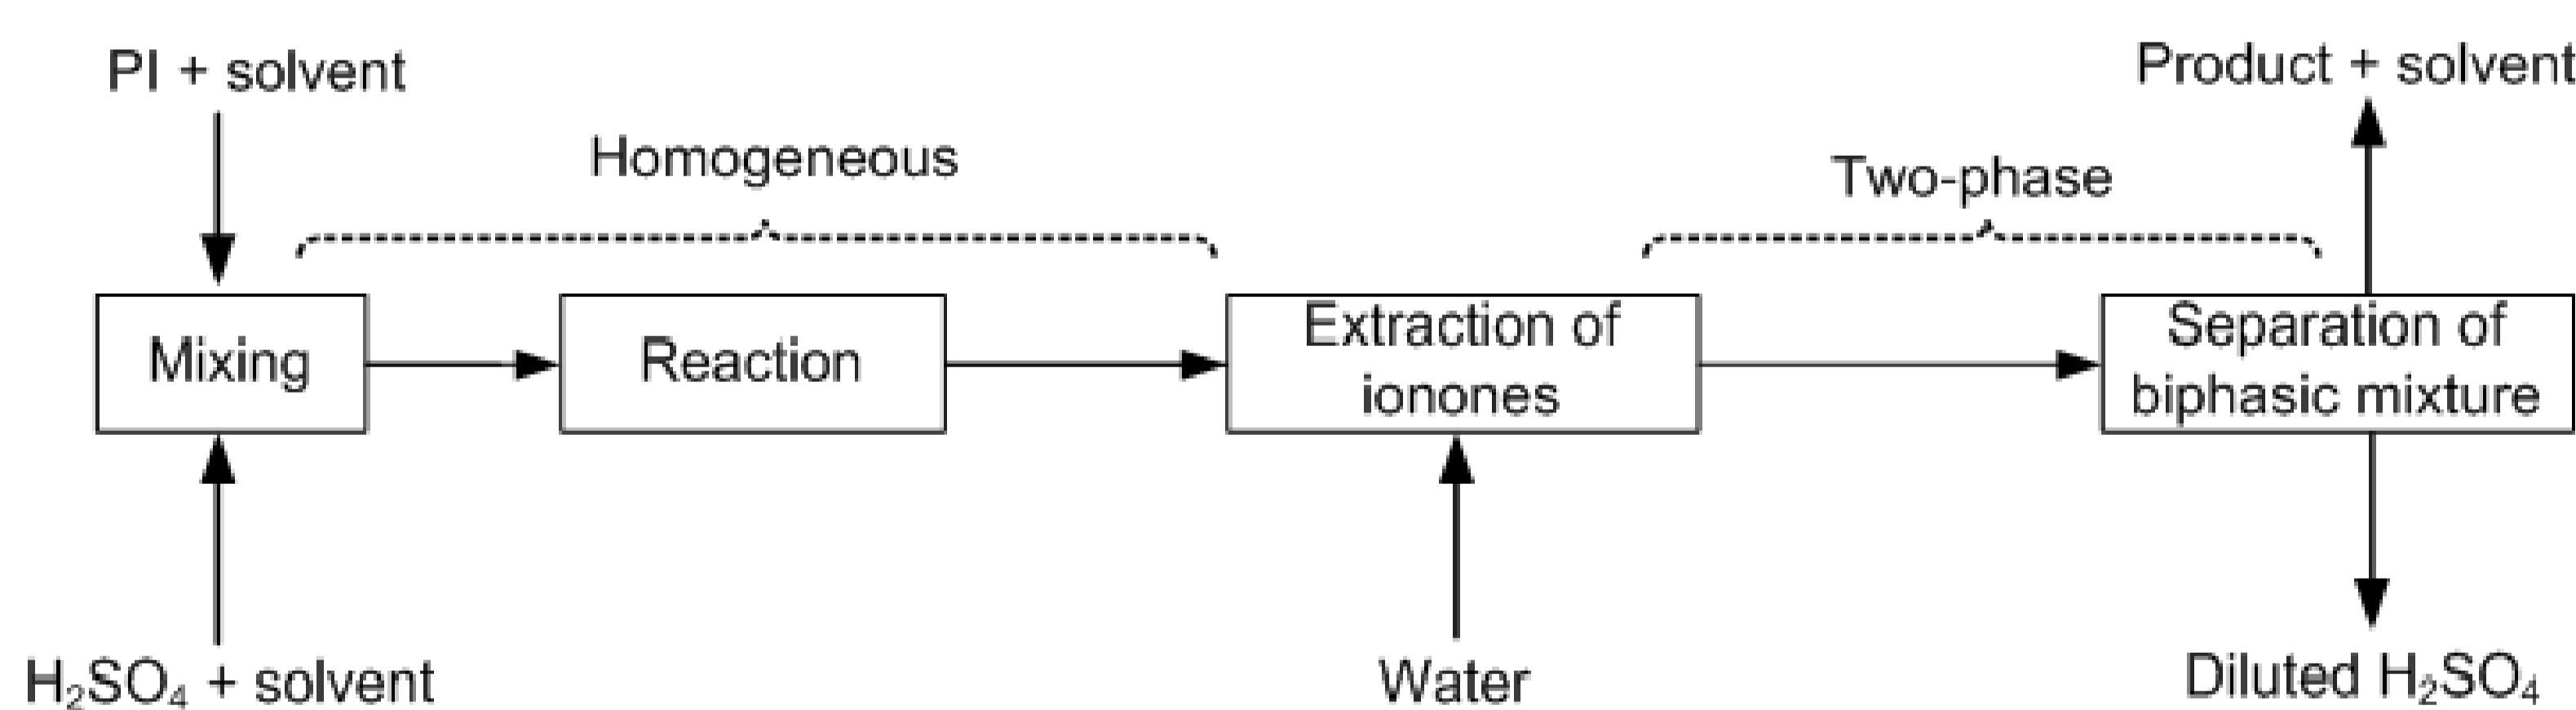 PI + solvent
Product + solvent
Homogeneous
Two-phase
Mixing
Reaction
Extraction of
ionones
Separation of
biphasic mixture
H₂SO₄ + solvent
Water
Diluted H₂SO₄